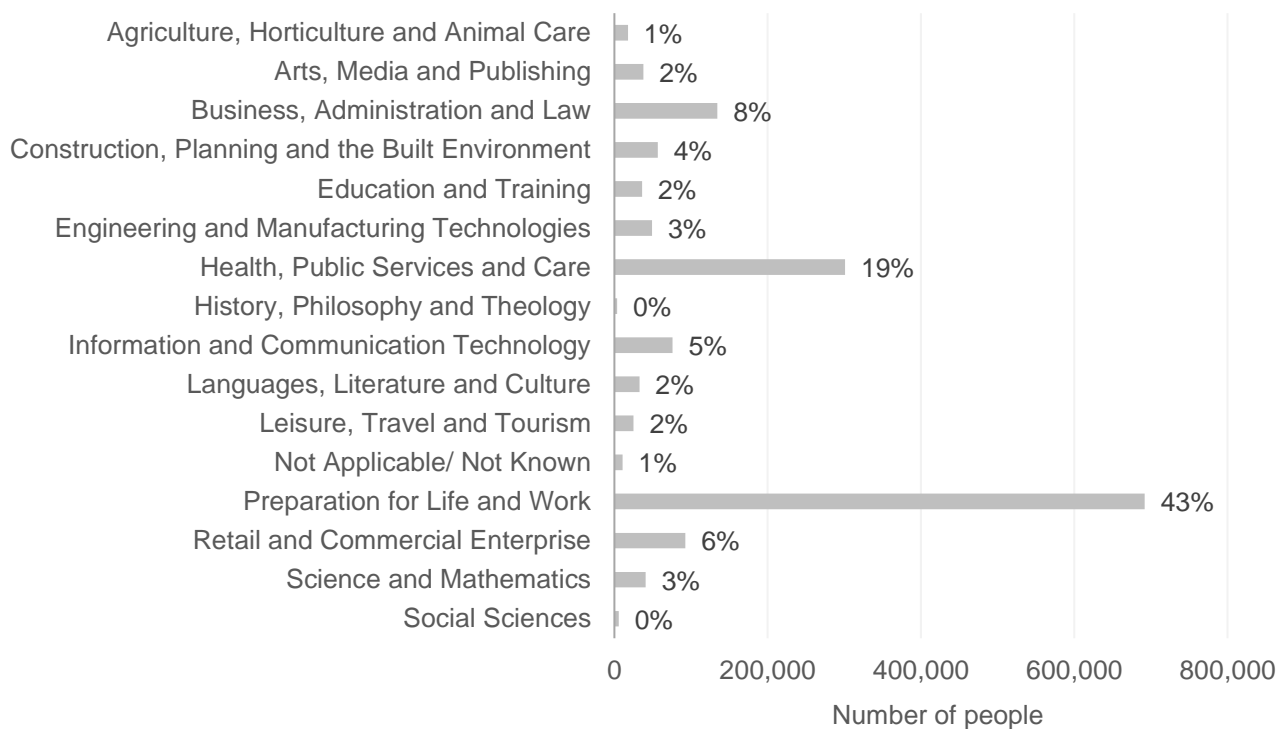 Agriculture, Horticulture and Animal Care 1%
Arts, Media and Publishing 2%
Business, Administration and Law 8%
Construction, Planning and the Built Environment 4%
Education and Training 2%
Engineering and Manufacturing Technologies 3%
Health, Public Services and Care 19%
History, Philosophy and Theology 0%
Information and Communication Technology 5%
Languages, Literature and Culture 2%
Leisure, Travel and Tourism 2%
Not Applicable/ Not Known 1%
Preparation for Life and Work 43%
Retail and Commercial Enterprise 6%
Science and Mathematics 3%
Social Sciences 0%
0 200,000 400,000 600,000 800,000
Number of people